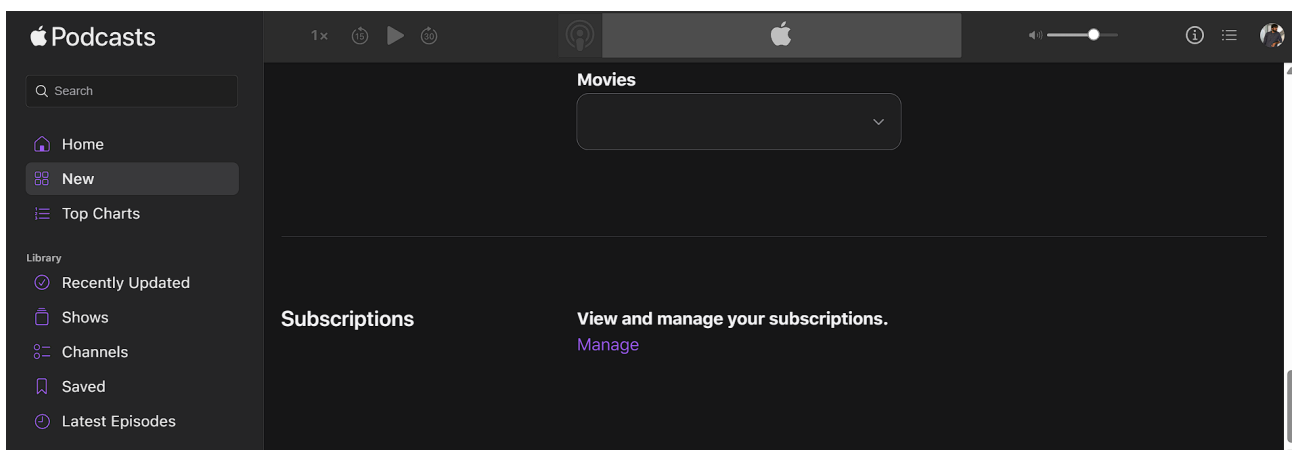 Podcasts
1×
15
30
Search
Home
New
Top Charts
Library
Recently Updated
Shows
Channels
Saved
Latest Episodes
Movies
Subscriptions
View and manage your subscriptions.
Manage